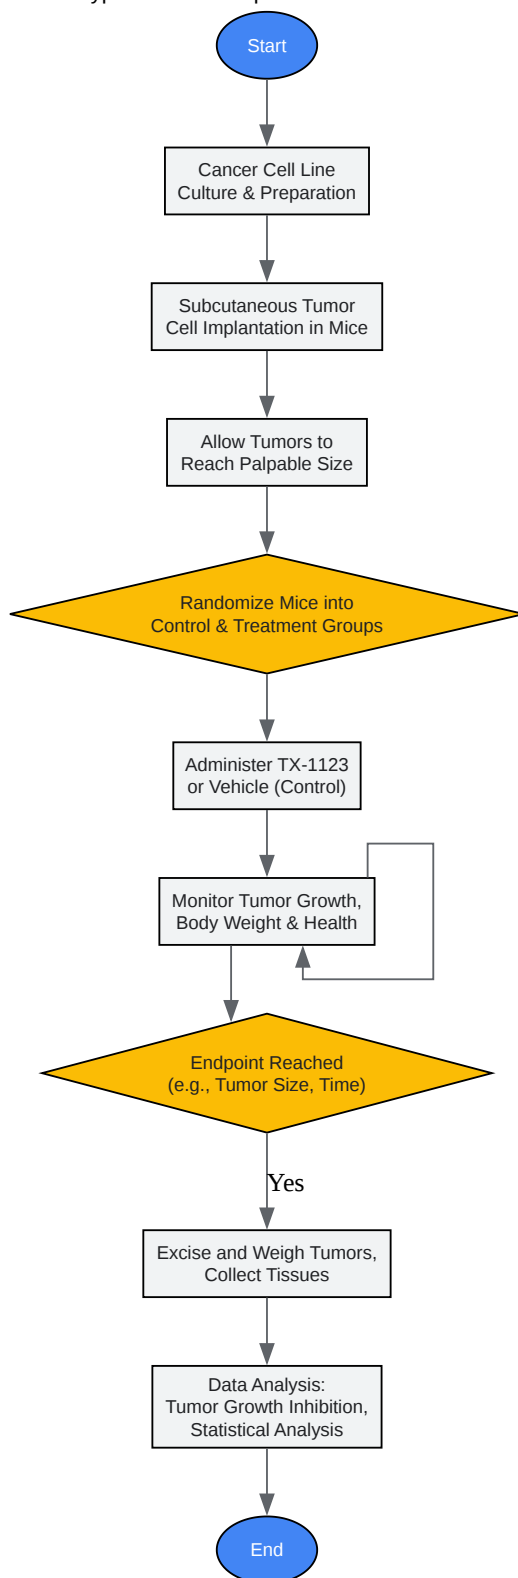 Start
Cancer Cell Line
Culture & Preparation
Subcutaneous Tumor
Cell Implantation in Mice
Allow Tumors to
Reach Palpable Size
Randomize Mice into
Control & Treatment Groups
Administer TX-1123
or Vehicle (Control)
Monitor Tumor Growth,
Body Weight & Health
Endpoint Reached
(e.g., Tumor Size, Time)
Yes
Excise and Weigh Tumors,
Collect Tissues
Data Analysis:
Tumor Growth Inhibition,
Statistical Analysis
End